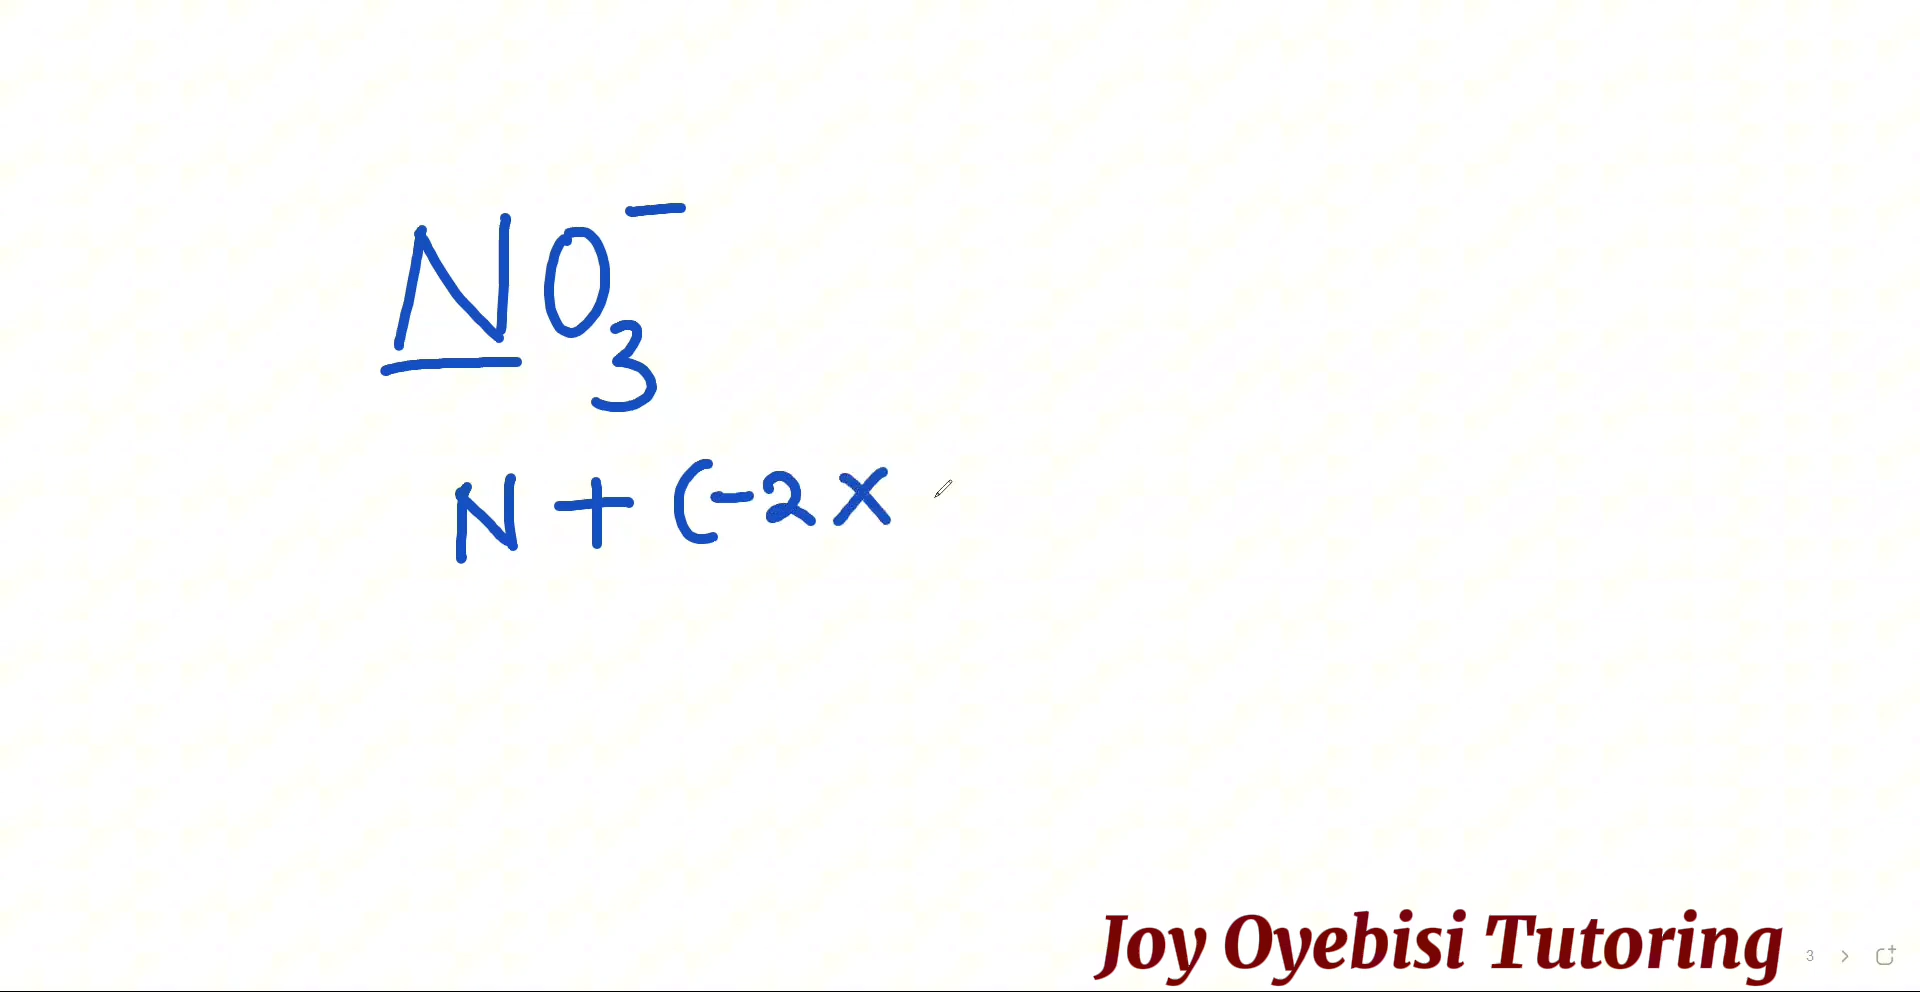 NO₃⁻
N + (-2 x
Joy Oyebisi Tutoring
3